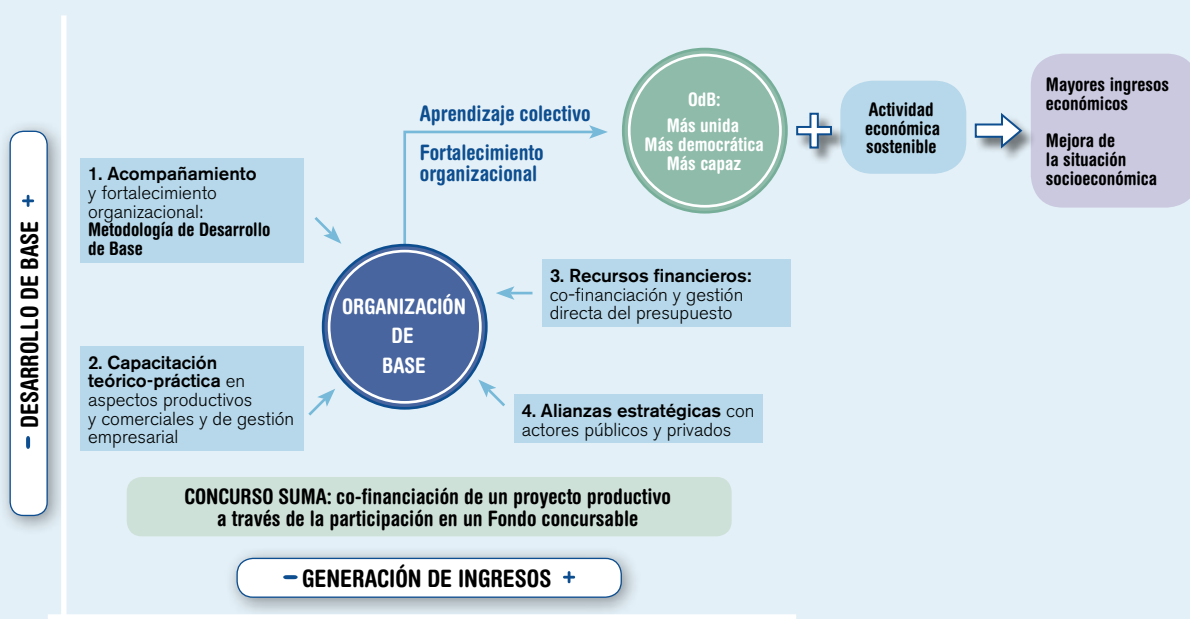 – DESARROLLO DE BASE +
1. Acompañamiento
y fortalecimiento
organizacional:
Metodología de Desarrollo
de Base
2. Capacitación
teórico-práctica en
aspectos productivos
y comerciales y de gestión
empresarial
ORGANIZACIÓN
DE
BASE
Aprendizaje colectivo
Fortalecimiento
organizacional
3. Recursos financieros:
co-financiación y gestión
directa del presupuesto
4. Alianzas estratégicas con
actores públicos y privados
OdB:
Más unida
Más democrática
Más capaz
Actividad
económica
sostenible
Mayores ingresos
económicos
Mejora de
la situación
socioeconómica
CONCURSO SUMA: co-financiación de un proyecto productivo
a través de la participación en un Fondo concursable
– GENERACIÓN DE INGRESOS +